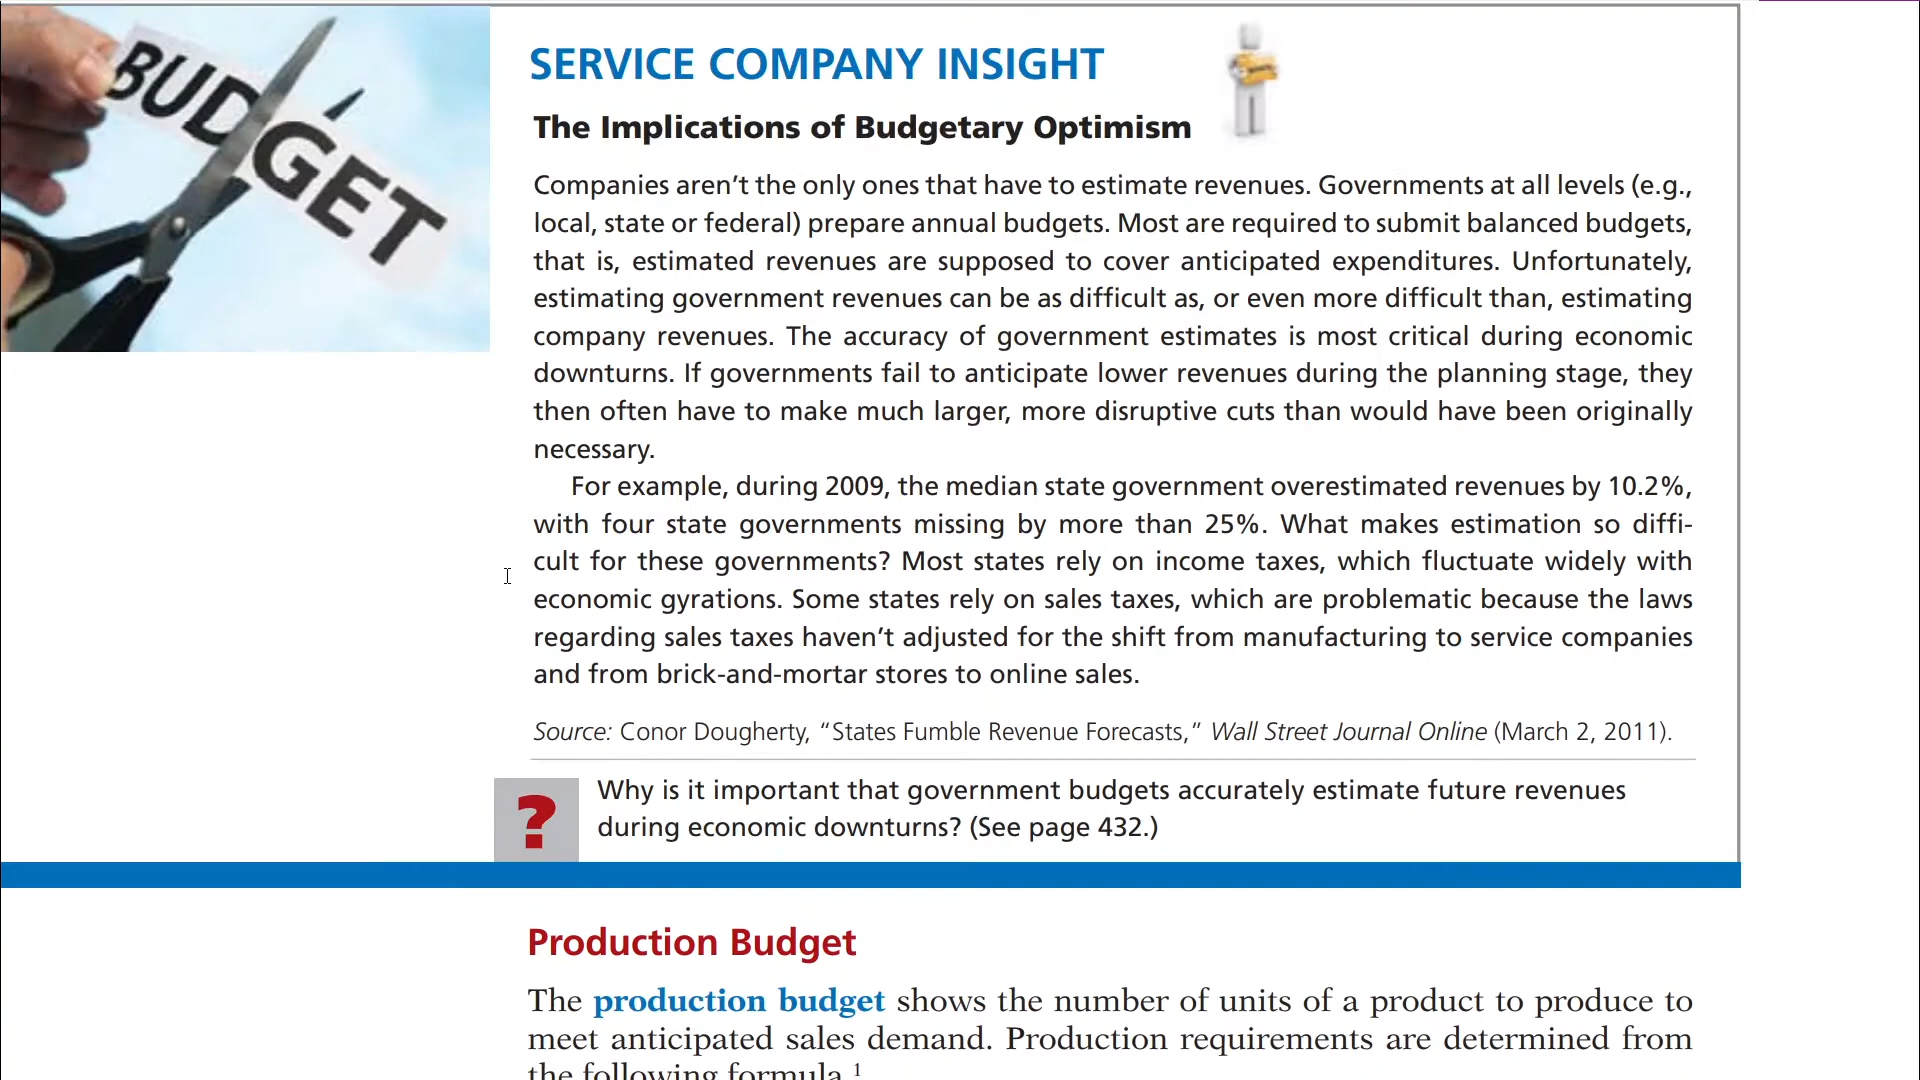 BUDGET
SERVICE COMPANY INSIGHT
The Implications of Budgetary Optimism
Companies aren’t the only ones that have to estimate revenues. Governments at all levels (e.g.,
local, state or federal) prepare annual budgets. Most are required to submit balanced budgets,
that is, estimated revenues are supposed to cover anticipated expenditures. Unfortunately,
estimating government revenues can be as difficult as, or even more difficult than, estimating
company revenues. The accuracy of government estimates is most critical during economic
downturns. If governments fail to anticipate lower revenues during the planning stage, they
then often have to make much larger, more disruptive cuts than would have been originally
necessary.
For example, during 2009, the median state government overestimated revenues by 10.2%,
with four state governments missing by more than 25%. What makes estimation so diffi-
cult for these governments? Most states rely on income taxes, which fluctuate widely with
economic gyrations. Some states rely on sales taxes, which are problematic because the laws
regarding sales taxes haven’t adjusted for the shift from manufacturing to service companies
and from brick-and-mortar stores to online sales.
Source: Conor Dougherty, “States Fumble Revenue Forecasts,” Wall Street Journal Online (March 2, 2011).
?
Why is it important that government budgets accurately estimate future revenues
during economic downturns? (See page 432.)
Production Budget
The production budget shows the number of units of a product to produce to
meet anticipated sales demand. Production requirements are determined from
the following formula.1